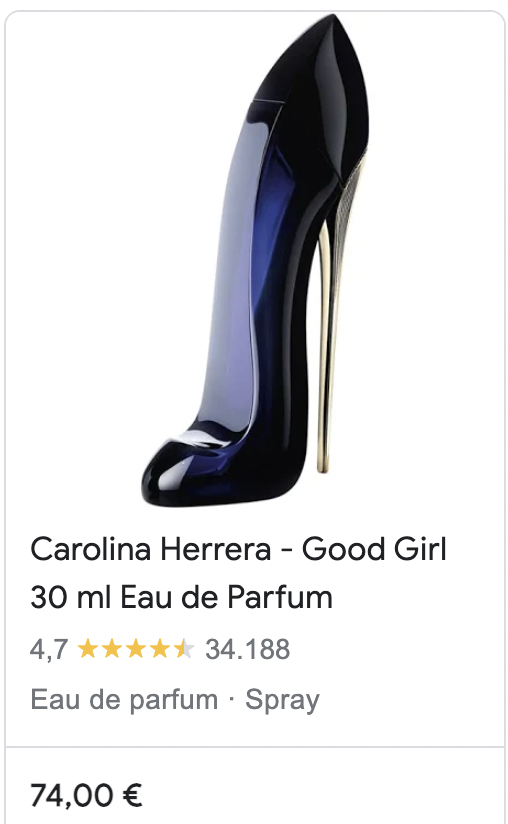 Carolina Herrera - Good Girl
30 ml Eau de Parfum
4,7 ★★★★★ 34.188
Eau de parfum · Spray
74,00 €